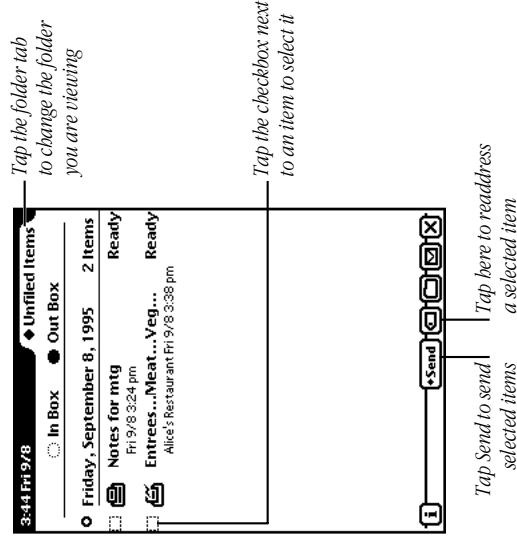 Tap the folder tab
to change the folder
you are viewing
3:44 Fri 9/8
◆ Unfiled Items
In Box
Out Box
Friday, September 8, 1995
2 Items
Notes for mtg
Ready
Fri 9/8 3:24 pm
Entrees...Meat...Veg...
Ready
Alice's Restaurant Fri 9/8 3:38 pm
Tap the checkbox next
to an item to select it
i
◆Send
X
Tap Send to send
selected items
Tap here to readdress
a selected item